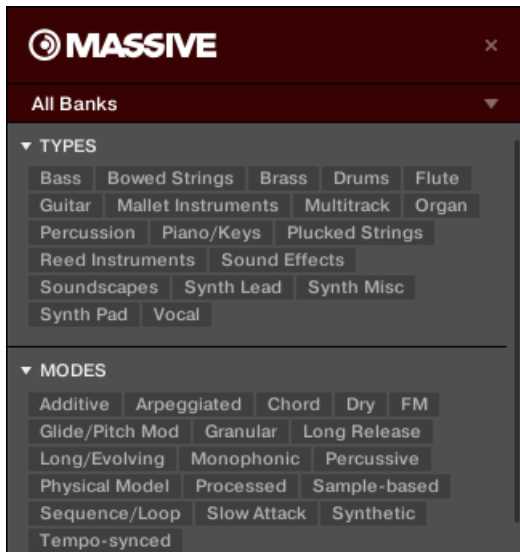 MASSIVE
All Banks
TYPES
Bass Bowed Strings Brass Drums Flute
Guitar Mallet Instruments Multitrack Organ
Percussion Piano/Keys Plucked Strings
Reed Instruments Sound Effects
Soundscapes Synth Lead Synth Misc
Synth Pad Vocal
MODES
Additive Arpeggiated Chord Dry FM
Glide/Pitch Mod Granular Long Release
Long/Evolving Monophonic Percussive
Physical Model Processed Sample-based
Sequence/Loop Slow Attack Synthetic
Tempo-synced